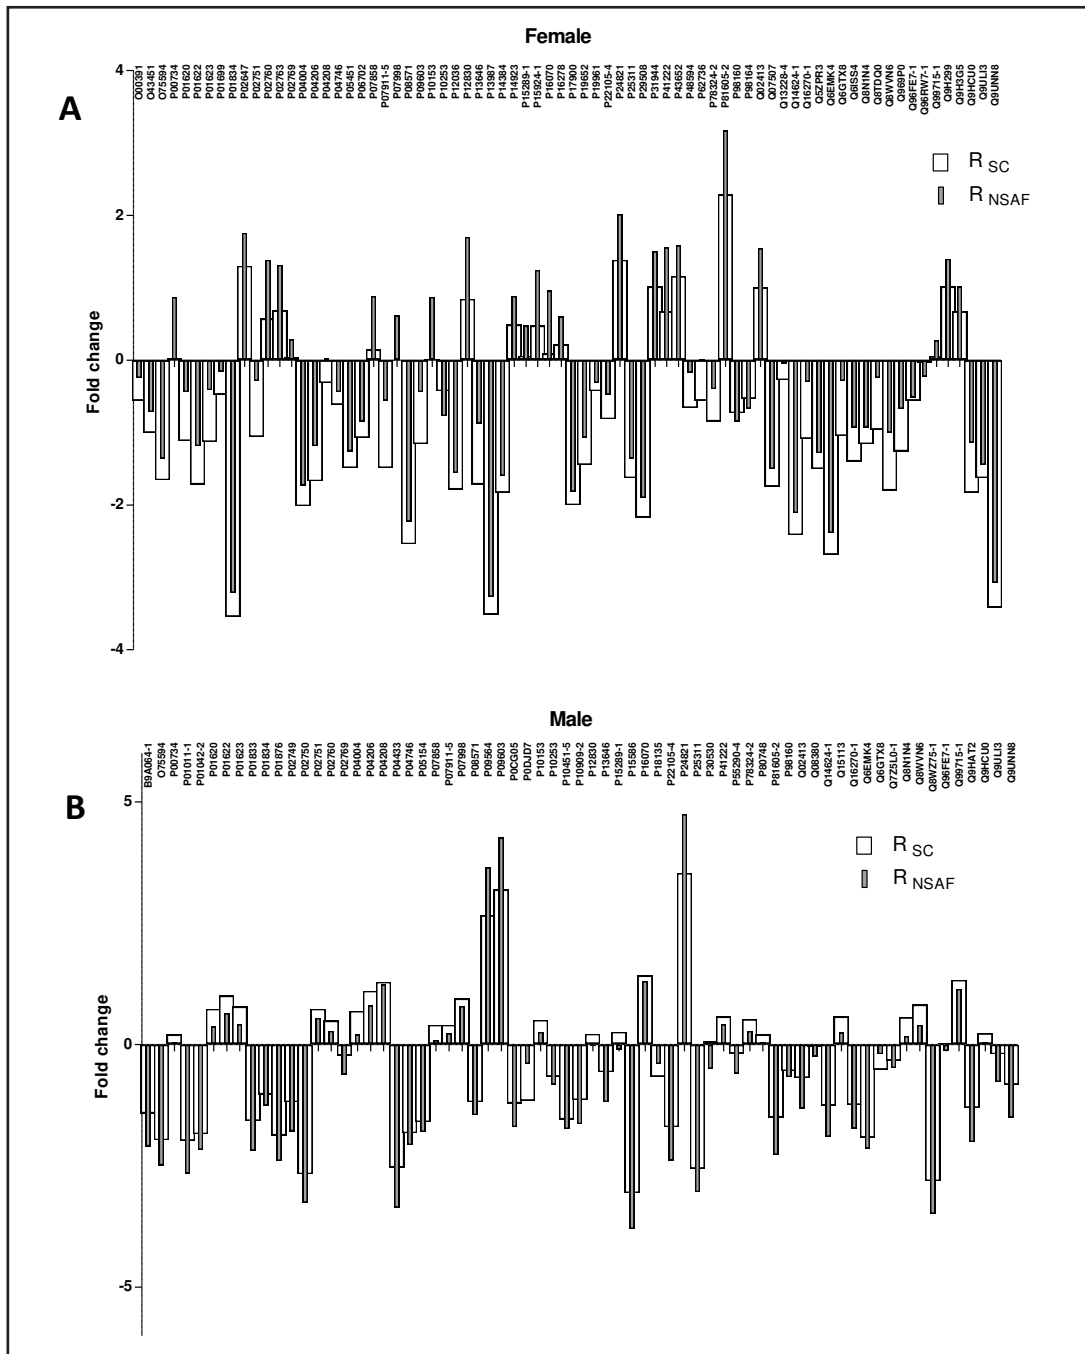 Female
A
O00391
O43451
O75594
P00734
P01620
P01622
P01623
P01699
P01834
P02647
P02751
P02760
P02763
P02769
P04004
P04206
P04208
P04746
P05451
P06702
P07858
P07911-5
P07998
P08571
P09603
P10153
P10253
P12036
P12830
P13646
P13987
P14384
P14923
P15289-1
P15924-1
P16070
P16278
P17900
P19652
P19961
P22105-4
P24821
P25311
P29508
P31944
P41222
P43652
P48594
P62736
P78324-2
P81605-2
P98160
P98164
Q02413
Q07507
Q13228-4
Q14624-1
Q16270-1
Q5ZPR3
Q6EMK4
Q6GTX8
Q6ISS4
Q8N1N4
Q8TDQ0
Q8WVN6
Q969P0
Q96FE7-1
Q96RW7-1
Q99715-1
Q9H299
Q9H3G5
Q9HCU0
Q9ULI3
Q9UNN8
4
2
0
-2
-4
Fold change
R SC
R NSAF
Male
B
B9A064-1
O75594
P00734
P01011-1
P01042-2
P01620
P01622
P01623
P01833
P01834
P01876
P02749
P02750
P02751
P02760
P02769
P04004
P04206
P04208
P04433
P04746
P05154
P07858
P07911-5
P07998
P08571
P09564
P09603
P0CG05
P0DJD7
P10153
P10253
P10451-5
P109009-2
P12830
P13646
P15289-1
P15586
P16070
P18135
P22105-4
P24821
P25311
P30530
P41222
P55290-4
P78324-2
P80748
P81605-2
P98160
Q02413
Q08380
Q14624-1
Q15113
Q16270-1
Q6EMK4
Q6GTX8
Q7Z5L0-1
Q8N1N4
Q8WVN6
Q8WZ75-1
Q96FE7-1
Q99715-1
Q9HAT2
Q9HCU0
Q9ULI3
Q9UNN8
5
0
-5
Fold change
R SC
R NSAF